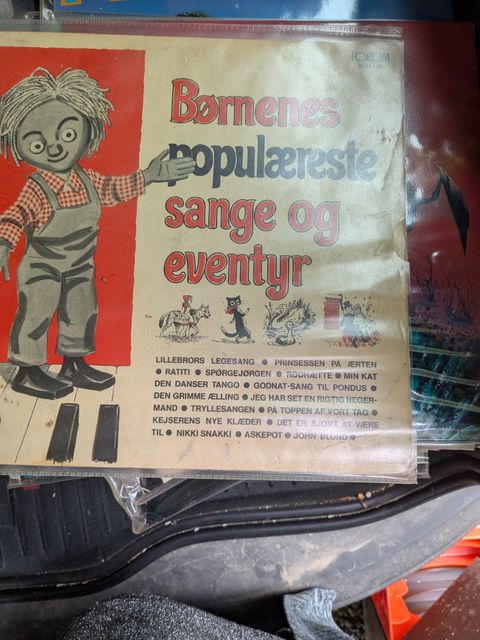 FORUM
Børnenes
populæreste
sange og
eventyr
LILLEBRORS LEGESANG ● PRINSESSEN PÅ ÆRTEN
● RATITI ● SPØRGEJØRGEN ● RØDHÆTTE ● MIN KAT
DEN DANSER TANGO ● GODNAT-SANG TIL PONDUS ●
DEN GRIMME ÆLLING ● JEG HAR SET EN RIGTIG NEGER-
MAND ● TRYLLESANGEN ● PÅ TOPPEN AF VORT TAG ●
KEJSERENS NYE KLÆDER ● DET ER SJOVT AT VÆRE
TIL ● NIKKI SNAKKI ● ASKEPOT ● JOHN BLUND ●